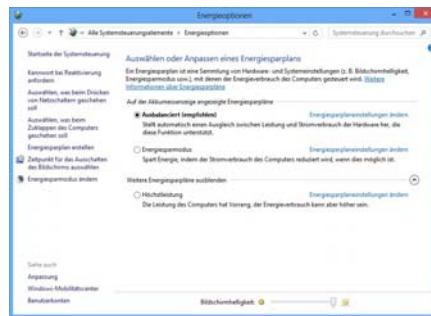 Energieoptionen
Alle Systemsteuerungselemente › Energieoptionen
Systemsteuerung durchsuchen
Startseite der Systemsteuerung
Kennwort bei Reaktivierung
anfordern
Auswählen, was beim Drücken
von Netzschaltern geschehen
soll
Auswählen, was beim
Zuklappen des Computers
geschehen soll
Energiesparplan erstellen
Zeitpunkt für das Ausschalten
des Bildschirms auswählen
Energiesparmodus ändern
Auswählen oder Anpassen eines Energiesparplans
Ein Energiesparplan ist eine Sammlung von Hardware- und Systemeinstellungen (z. B. Bildschirmhelligkeit,
Energiesparmodus usw.), mit denen der Energieverbrauch des Computers gesteuert wird. Weitere
Informationen über Energiesparpläne
Auf der Akkumessanzeige angezeigte Energiesparpläne
Ausbalanciert (empfohlen) Energiesparplaneinstellungen ändern
Stellt automatisch einen Ausgleich zwischen Leistung und Stromverbrauch der Hardware her, die
diese Funktion unterstützt.
Energiesparmodus Energiesparplaneinstellungen ändern
Spart Energie, indem der Stromverbrauch des Computers reduziert wird, wenn dies möglich ist.
Weitere Energiesparpläne ausblenden
Höchstleistung Energiesparplaneinstellungen ändern
Die Leistung des Computers hat Vorrang, der Energieverbrauch kann aber höher sein.
Siehe auch
Anpassung
Windows-Mobilitätscenter
Benutzerkonten
Bildschirmhelligkeit: